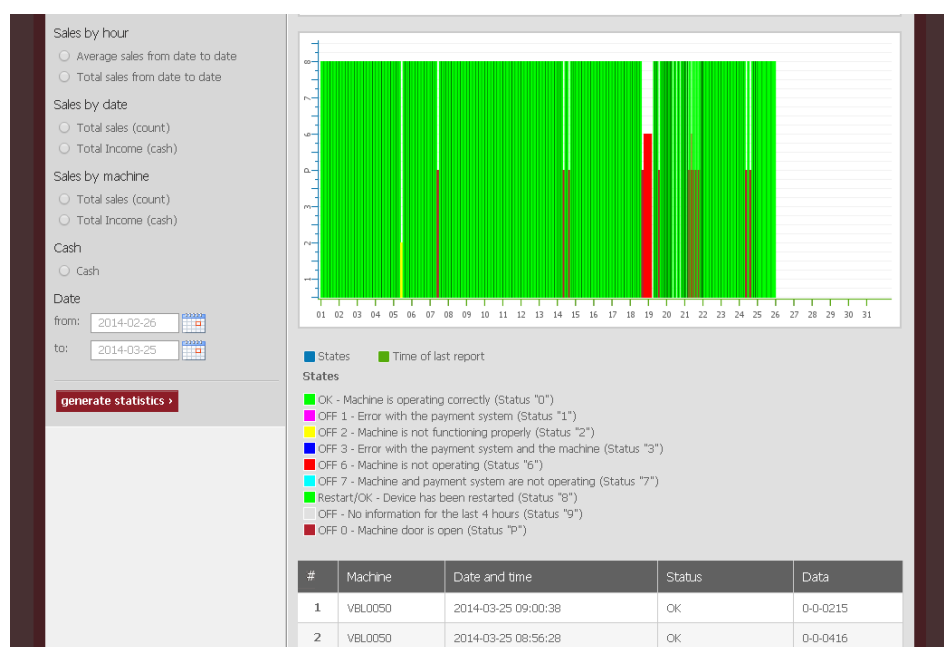 Sales by hour
Average sales from date to date
Total sales from date to date
Sales by date
Total sales (count)
Total Income (cash)
Sales by machine
Total sales (count)
Total Income (cash)
Cash
Cash
Date
from: 2014-02-26
to: 2014-03-25
generate statistics ›
8
7
6
P
3
2
1
01 02 03 04 05 06 07 08 09 10 11 12 13 14 15 16 17 18 19 20 21 22 23 24 25 26 27 28 29 30 31
States Time of last report
States
OK - Machine is operating correctly (Status "0")
OFF 1 - Error with the payment system (Status "1")
OFF 2 - Machine is not functioning properly (Status "2")
OFF 3 - Error with the payment system and the machine (Status "3")
OFF 6 - Machine is not operating (Status "6")
OFF 7 - Machine and payment system are not operating (Status "7")
Restart/OK - Device has been restarted (Status "8")
OFF - No information for the last 4 hours (Status "9")
OFF 0 - Machine door is open (Status "P")
# Machine Date and time Status Data
1 VBL0050 2014-03-25 09:00:38 OK 0-0-0215
2 VBL0050 2014-03-25 08:56:28 OK 0-0-0416